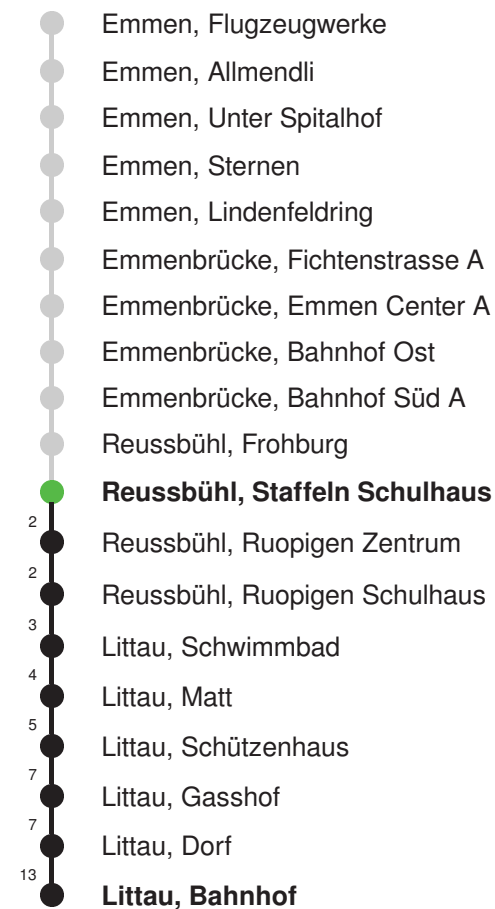 Emmen, Flugzeugwerke
Emmen, Allmendli
Emmen, Unter Spitalhof
Emmen, Sternen
Emmen, Lindenfeldring
Emmenbrücke, Fichtenstrasse A
Emmenbrücke, Emmen Center A
Emmenbrücke, Bahnhof Ost
Emmenbrücke, Bahnhof Süd A
Reussbühl, Frohburg
Reussbühl, Staffeln Schulhaus
2 Reussbühl, Ruopigen Zentrum
2 Reussbühl, Ruopigen Schulhaus
3 Littau, Schwimmbad
4 Littau, Matt
5 Littau, Schützenhaus
7 Littau, Gasshof
7 Littau, Dorf
13 Littau, Bahnhof